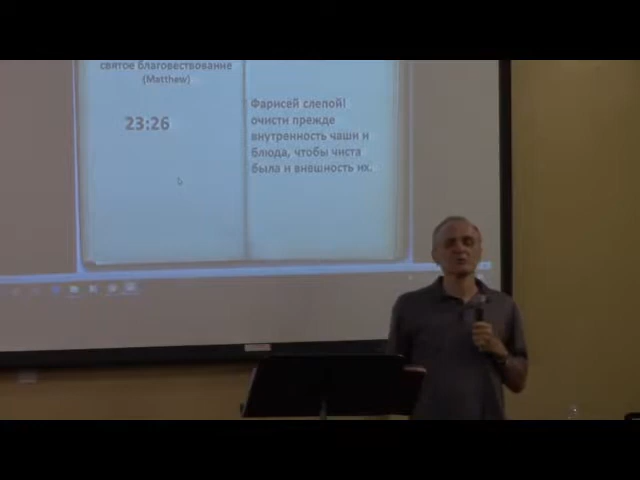 святое благовествование
(Matthew)
23:26
Фарисей слепой!
очисти прежде
внутренность чаши и
блюда, чтобы чиста
была и внешность их.